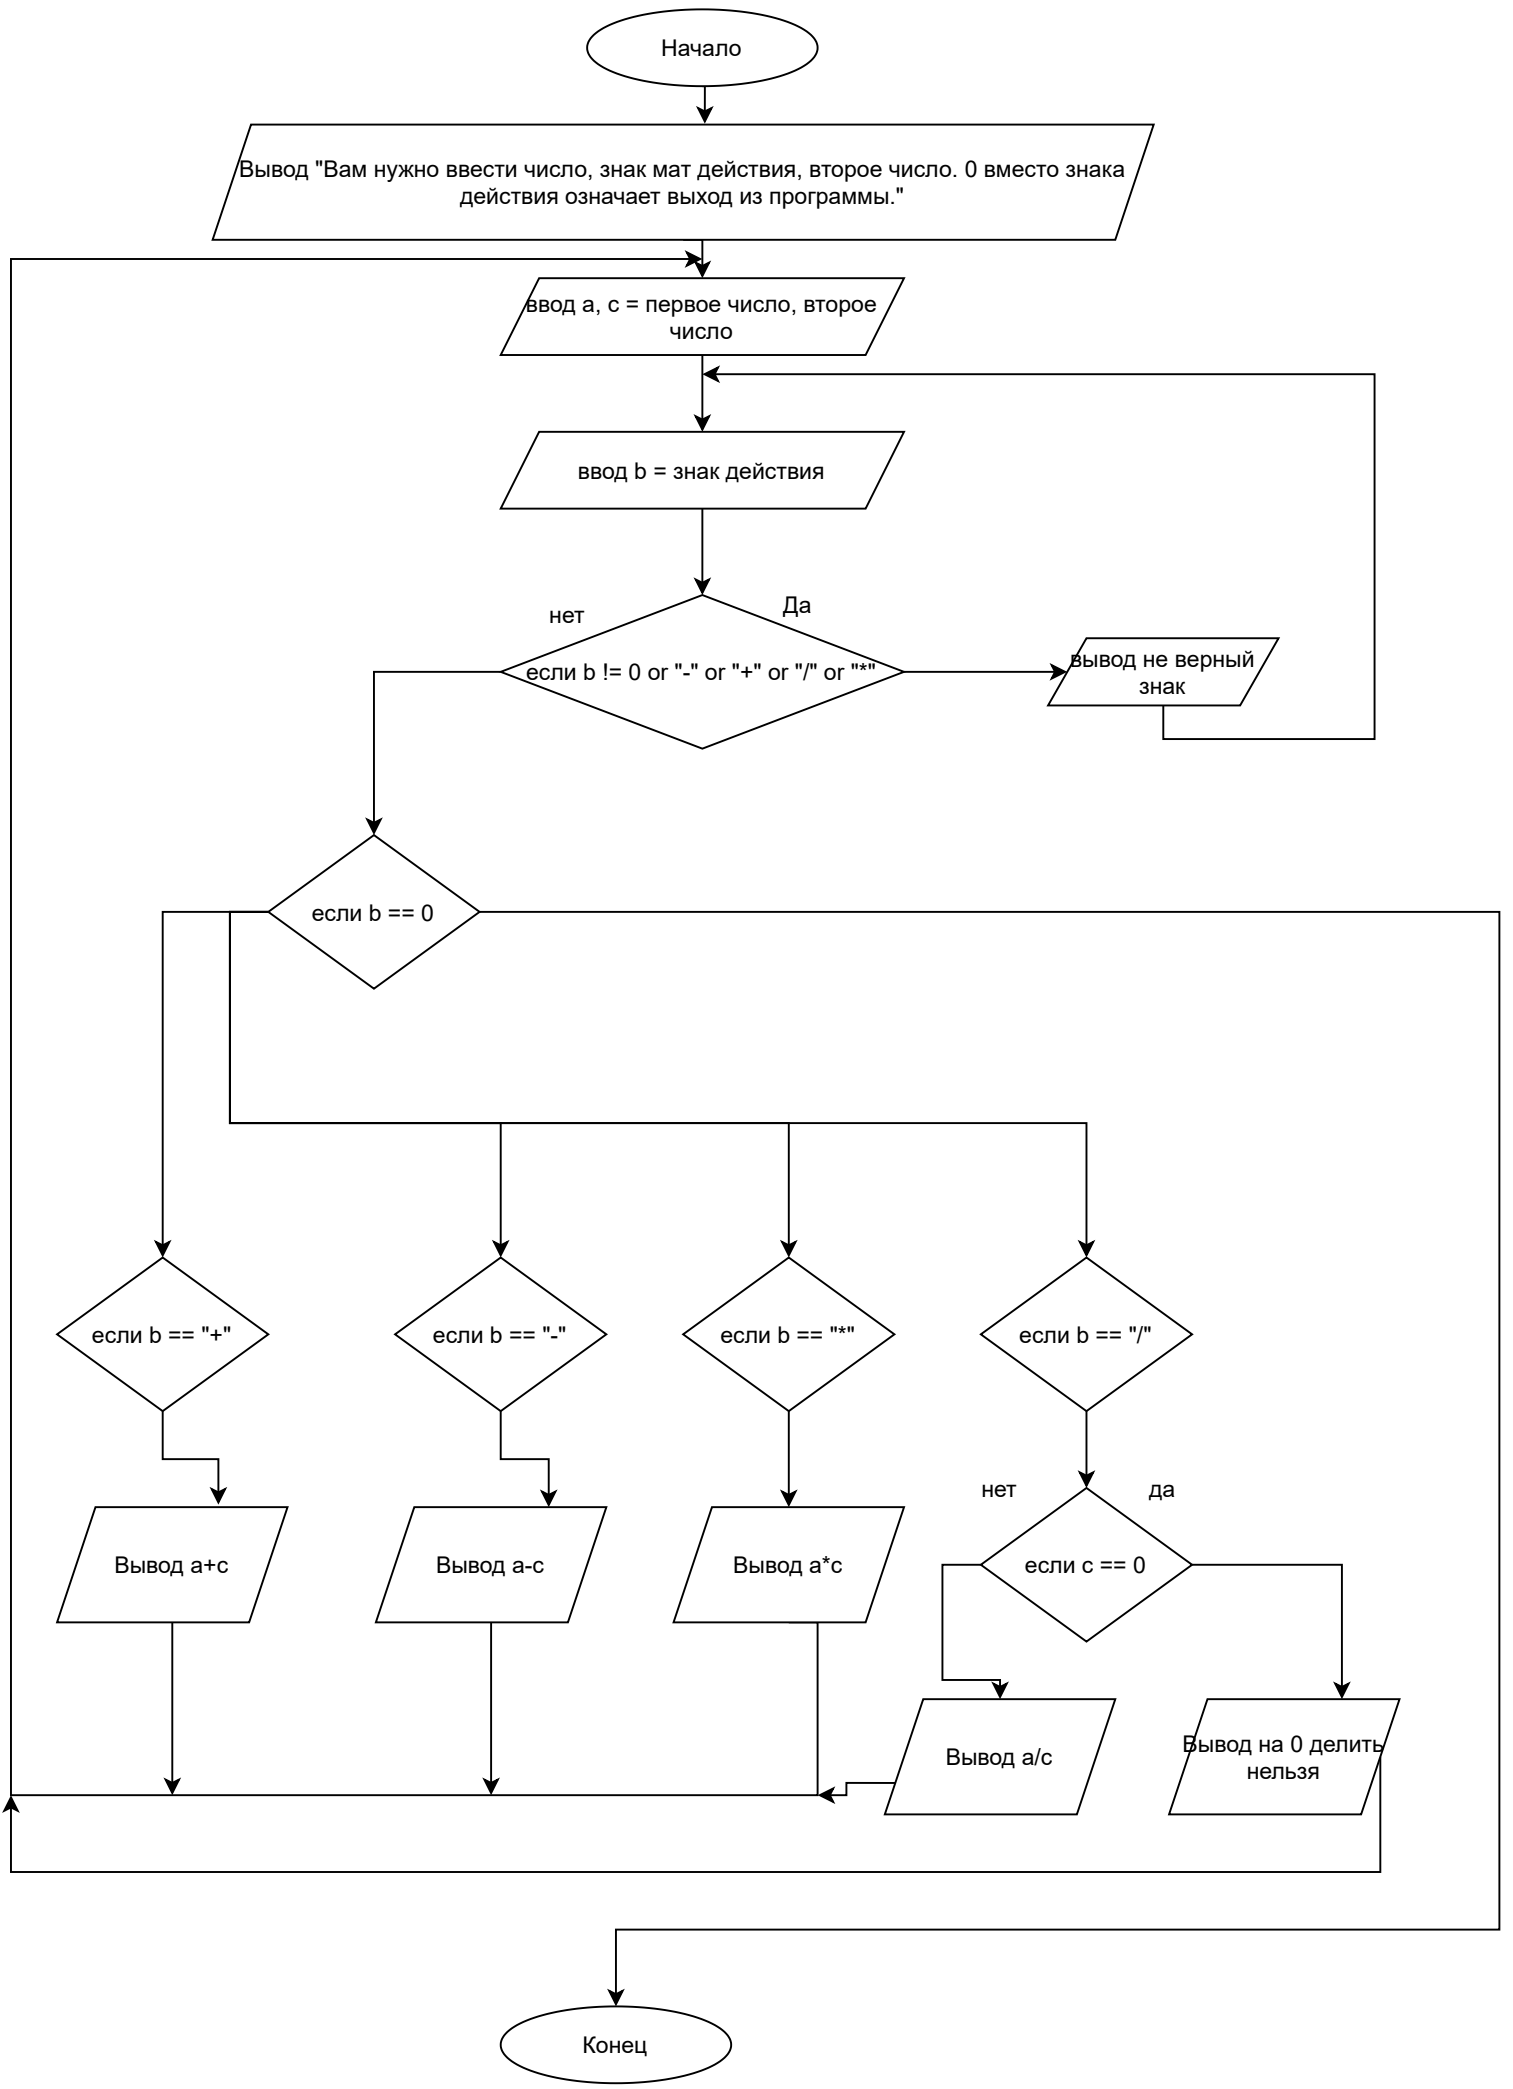 Начало
Вывод "Вам нужно ввести число, знак мат действия, второе число. 0 вместо знака
действия означает выход из программы."
ввод a, c = первое число, второе
число
ввод b = знак действия
нет
Да
если b != 0 or "-" or "+" or "/" or "*"
вывод не верный
знак
если b == 0
если b == "+"
если b == "-"
если b == "*"
если b == "/"
нет
да
Вывод a+c
Вывод a-c
Вывод a*c
если c == 0
Вывод a/c
Вывод на 0 делить
нельзя
Конец